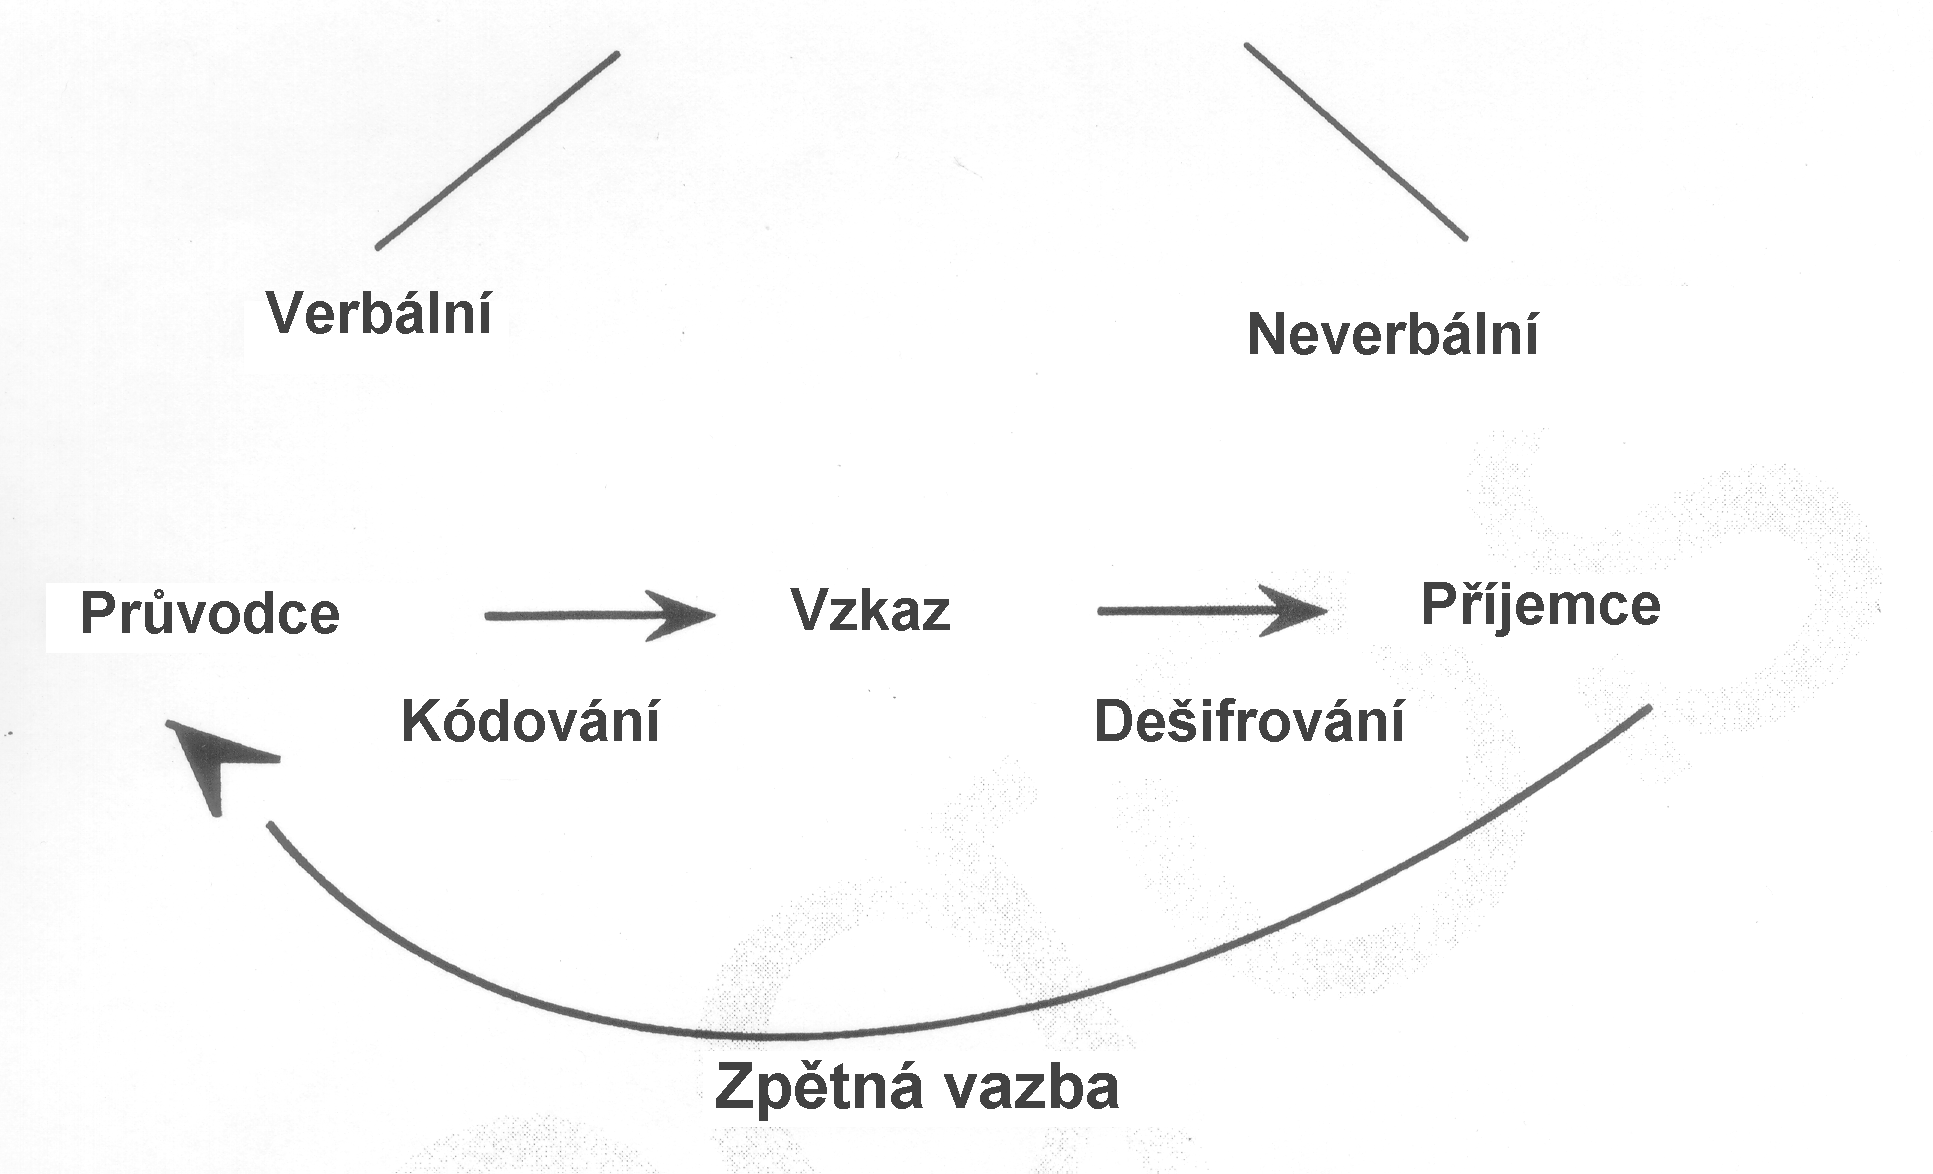 Verbální
Neverbální
Průvodce
Vzkaz
Příjemce
Kódování
Dešifrování
Zpětná vazba